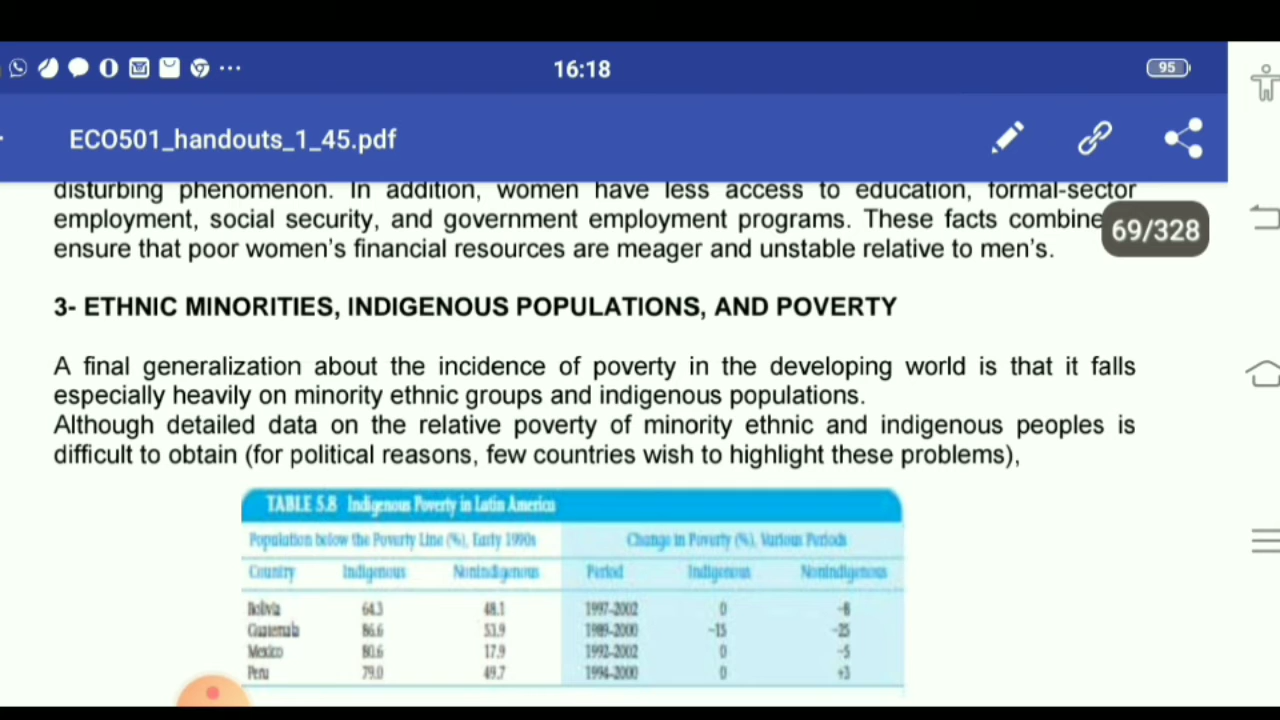 16:18
95
ECO501_handouts_1_45.pdf
disturbing phenomenon. In addition, women have less access to education, formal-sector
employment, social security, and government employment programs. These facts combine
69/328
ensure that poor women's financial resources are meager and unstable relative to men's.
3- ETHNIC MINORITIES, INDIGENOUS POPULATIONS, AND POVERTY
A final generalization about the incidence of poverty in the developing world is that it falls
especially heavily on minority ethnic groups and indigenous populations.
Although detailed data on the relative poverty of minority ethnic and indigenous peoples is
difficult to obtain (for political reasons, few countries wish to highlight these problems),
TABLE 5.8 Indigenous Poverty in Latin America
Population below the Poverty Line (%), Early 1990s Change in Poverty (%), Various Periods
Country Indigenous Nonindigenous Period Indigenous Nonindigenous
Bolivia 64.3 48.1 1997-2002 0 -8
Guatemala 86.6 53.9 1989-2000 -15 -25
Mexico 80.6 17.9 1992-2002 0 -5
Peru 79.0 49.7 1994-2000 0 +3